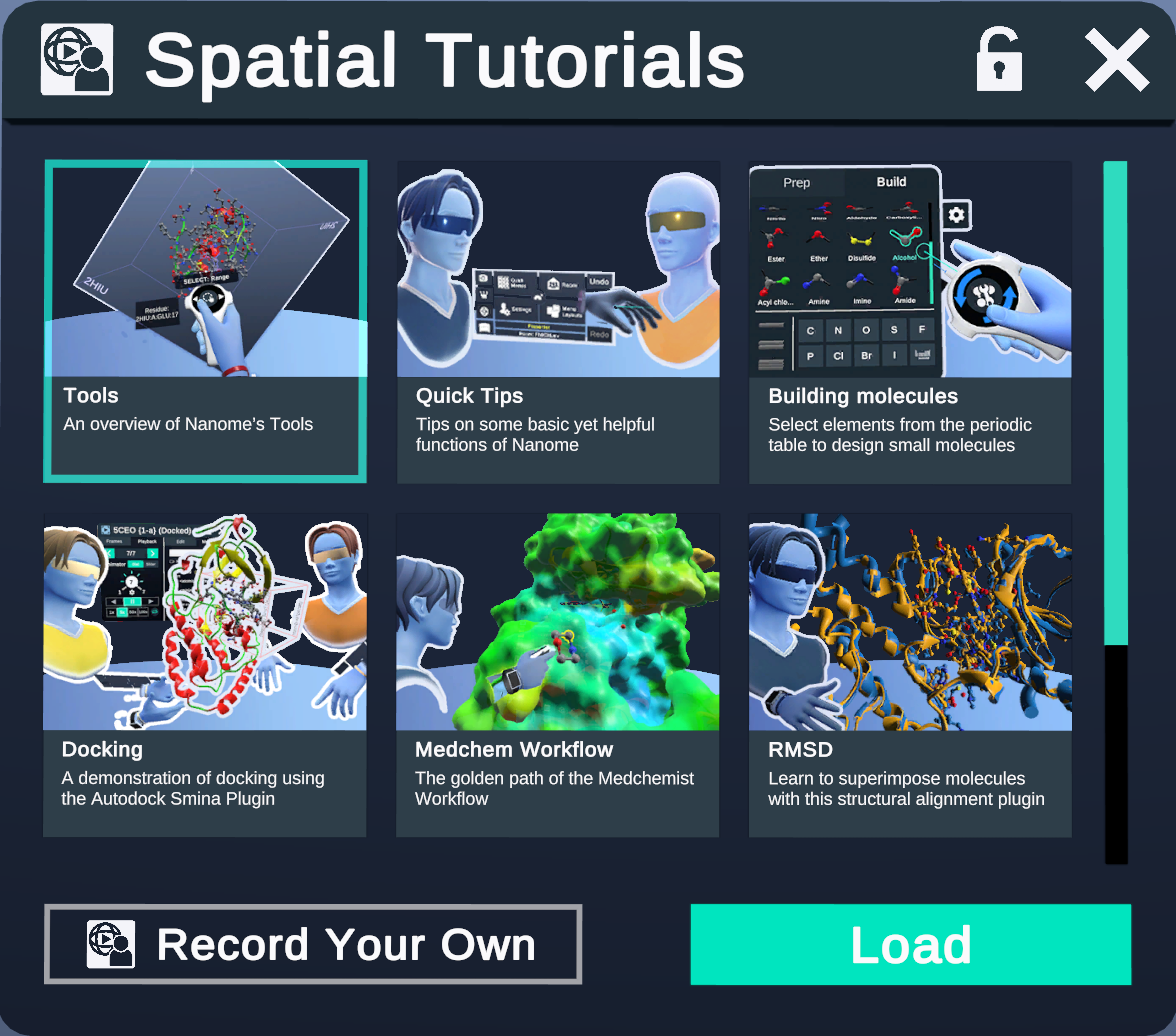 Spatial Tutorials
2HIU
2HIU
SELECT: Range
Residue:
2HIU:A:GLU:17
Tools
An overview of Nanome's Tools
Undo
Room
Settings
Redo
Quick Tips
Tips on some basic yet helpful
functions of Nanome
Prep Build
Ester Ether Disulfide Alcohol
Acyl chlo... Amine Imine Amide
C N O S F
P Cl Br I
Building molecules
Select elements from the periodic
table to design small molecules
5CEO {1-a} (Docked)
Frames Playback Edit
7/7
Docking
A demonstration of docking using
the Autodock Smina Plugin
Medchem Workflow
The golden path of the Medchemist
Workflow
RMSD
Learn to superimpose molecules
with this structural alignment plugin
Record Your Own
Load